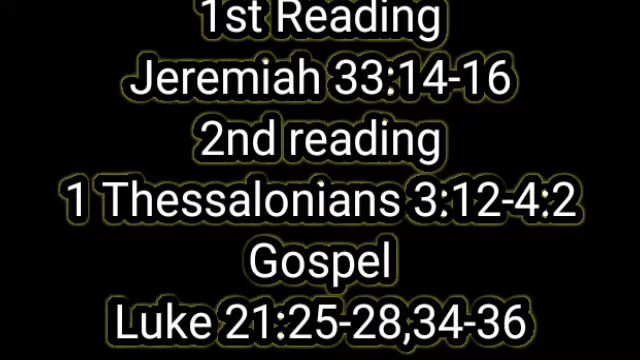 1st Reading
Jeremiah 33:14-16
2nd reading
1 Thessalonians 3:12-4:2
Gospel
Luke 21:25-28,34-36